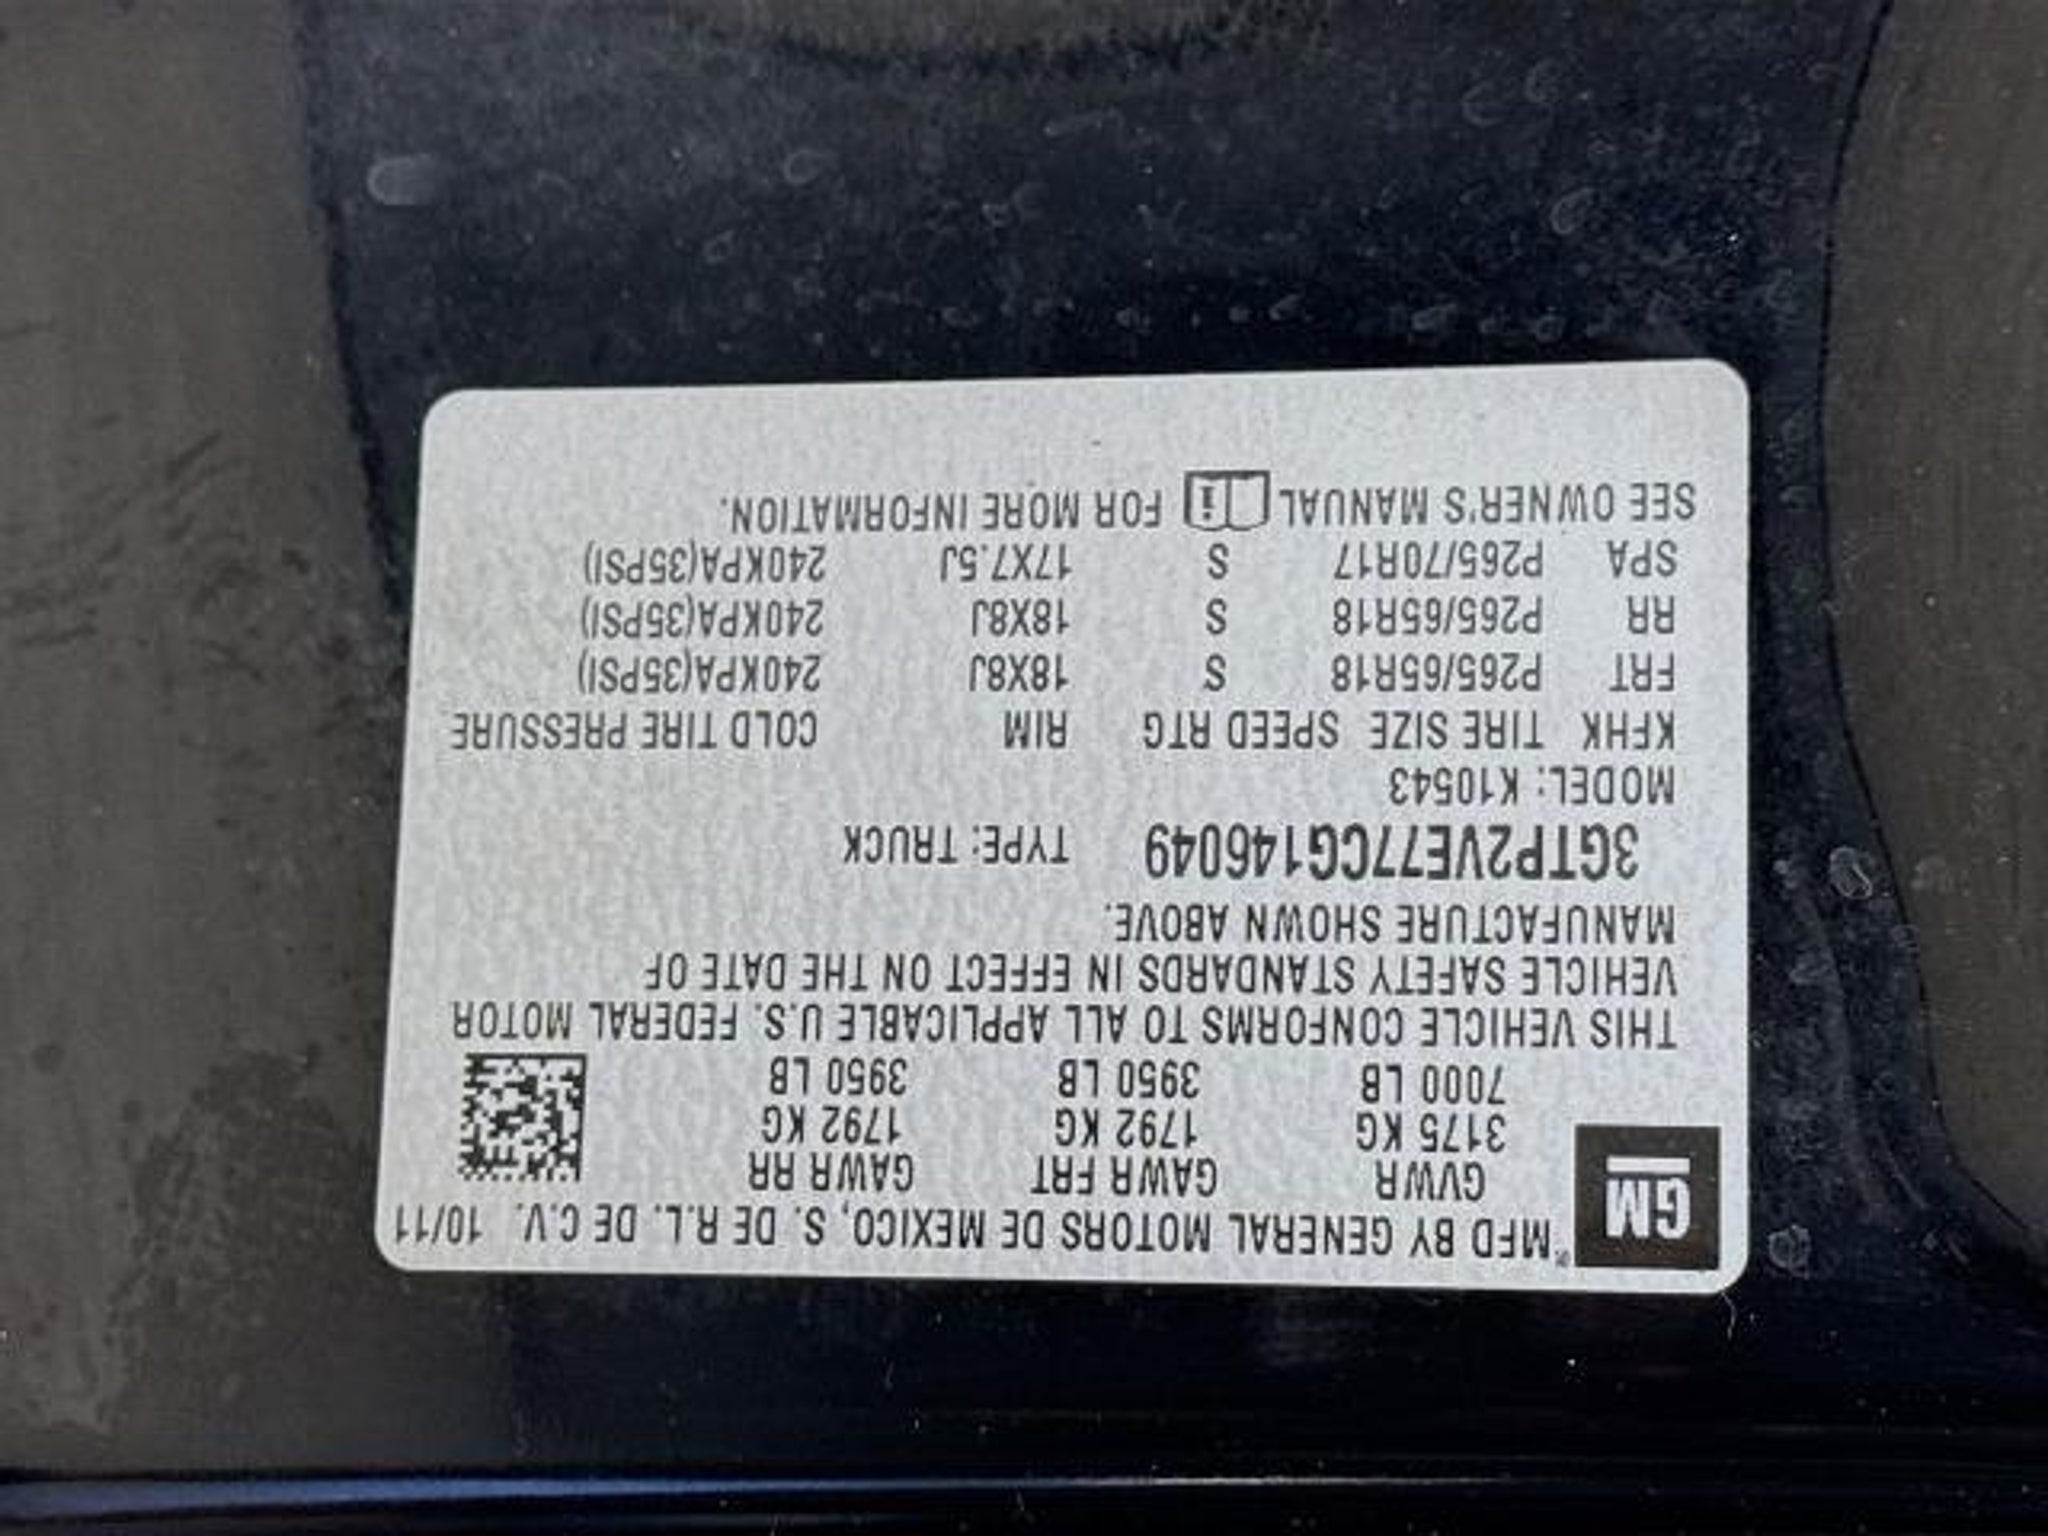 GM
MFD BY GENERAL MOTORS DE MEXICO, S. DE R.L. DE C.V. 10/11
GVWR GAWR FRT GAWR RR
3175 KG 1792 KG 1792 KG
7000 LB 3950 LB 3950 LB
THIS VEHICLE CONFORMS TO ALL APPLICABLE U.S. FEDERAL MOTOR
VEHICLE SAFETY STANDARDS IN EFFECT ON THE DATE OF
MANUFACTURE SHOWN ABOVE.
3GTP2VE77CG146049 TYPE: TRUCK
MODEL: K10543
KFHK TIRE SIZE SPEED RTG RIM COLD TIRE PRESSURE
FRT P265/65R18 S 18X8J 240KPA(35PSI)
RR P265/65R18 S 18X8J 240KPA(35PSI)
SPA P265/70R17 S 17X7.5J 240KPA(35PSI)
SEE OWNER'S MANUAL i FOR MORE INFORMATION.